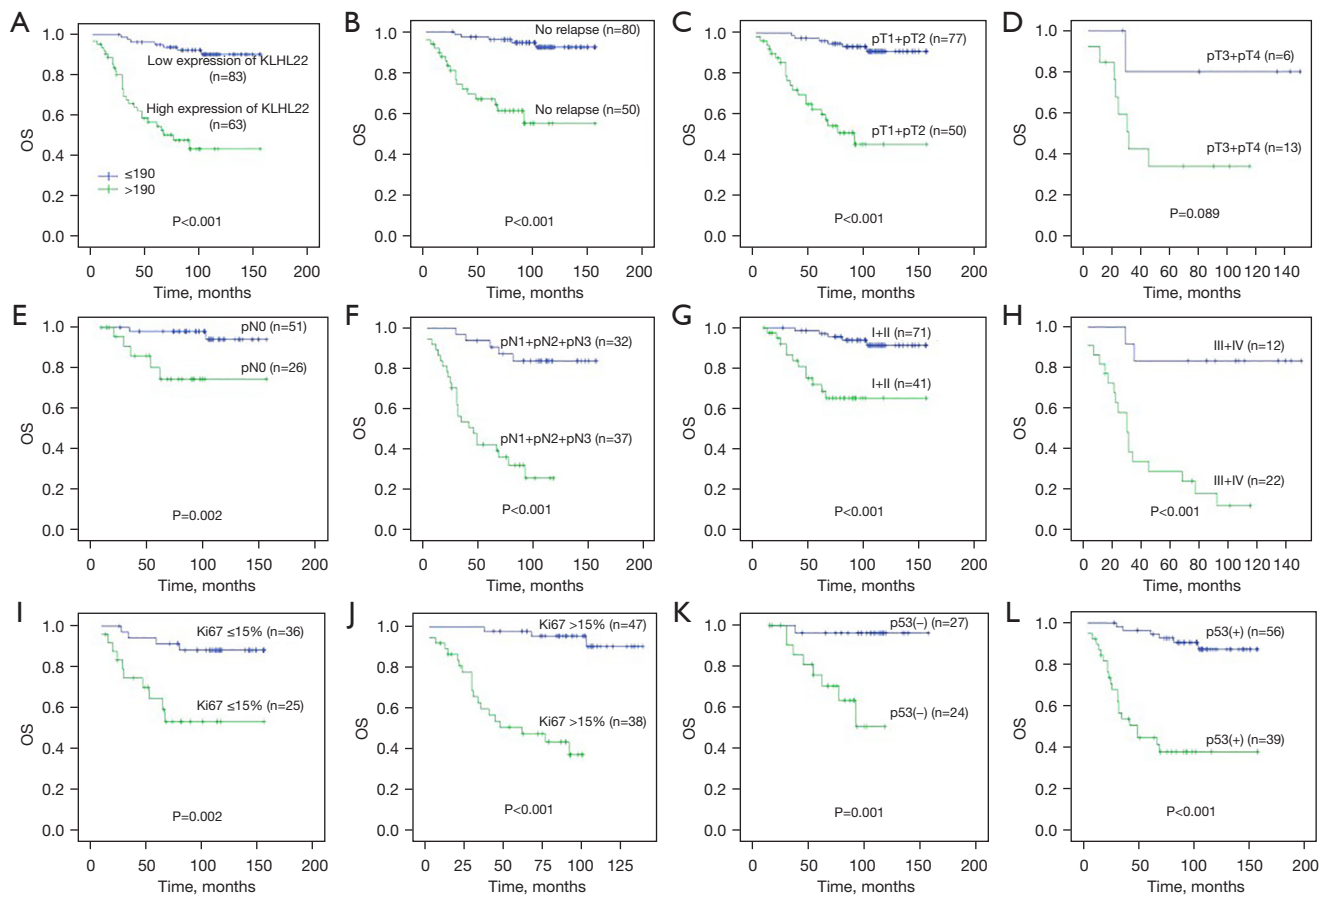 A
1.0
0.8
0.6
0.4
0.2
0.0
OS
Low expression of KLHL22
(n=83)
High expression of KLHL22
(n=63)
≤190
>190
P<0.001
0 50 100 150 200
Time, months
B
1.0
0.8
0.6
0.4
0.2
0.0
OS
No relapse (n=80)
No relapse (n=50)
P<0.001
0 50 100 150 200
Time, months
C
1.0
0.8
0.6
0.4
0.2
0.0
OS
pT1+pT2 (n=77)
pT1+pT2 (n=50)
P<0.001
0 50 100 150 200
Time, months
D
1.0
0.8
0.6
0.4
0.2
0.0
OS
pT3+pT4 (n=6)
pT3+pT4 (n=13)
P=0.089
0 20 40 60 80 100 120 140
Time, months
E
1.0
0.8
0.6
0.4
0.2
0.0
OS
pN0 (n=51)
pN0 (n=26)
P=0.002
0 50 100 150 200
Time, months
F
1.0
0.8
0.6
0.4
0.2
0.0
OS
pN1+pN2+pN3 (n=32)
pN1+pN2+pN3 (n=37)
P<0.001
0 50 100 150 200
Time, months
G
1.0
0.8
0.6
0.4
0.2
0.0
OS
I+II (n=71)
I+II (n=41)
P<0.001
0 50 100 150 200
Time, months
H
1.0
0.8
0.6
0.4
0.2
0.0
OS
III+IV (n=12)
III+IV (n=22)
P<0.001
0 20 40 60 80 100 120 140
Time, months
I
1.0
0.8
0.6
0.4
0.2
0.0
OS
Ki67 ≤15% (n=36)
Ki67 ≤15% (n=25)
P=0.002
0 50 100 150 200
Time, months
J
1.0
0.8
0.6
0.4
0.2
0.0
OS
Ki67 >15% (n=47)
Ki67 >15% (n=38)
P<0.001
0 25 50 75 100 125
Time, months
K
1.0
0.8
0.6
0.4
0.2
0.0
OS
p53(−) (n=27)
p53(−) (n=24)
P=0.001
0 50 100 150 200
Time, months
L
1.0
0.8
0.6
0.4
0.2
0.0
OS
p53(+) (n=56)
p53(+) (n=39)
P<0.001
0 50 100 150 200
Time, months